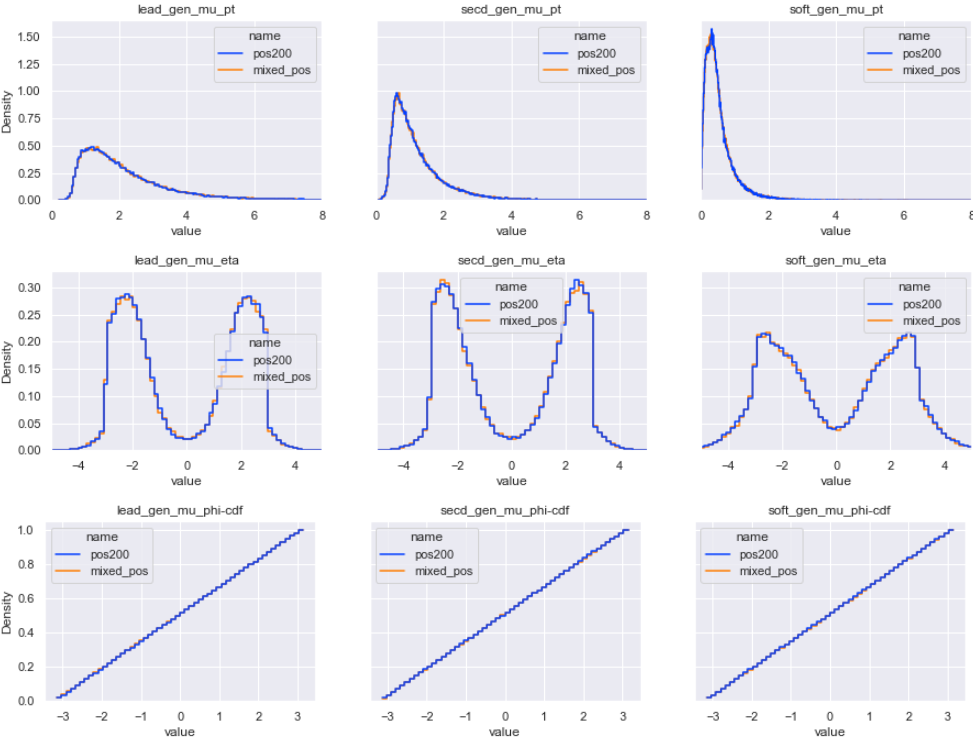 lead_gen_mu_pt
secd_gen_mu_pt
soft_gen_mu_pt
Density
1.50
1.25
1.00
0.75
0.50
0.25
0.00
name
pos200
mixed_pos
name
pos200
mixed_pos
name
pos200
mixed_pos
0 2 4 6 8
0 2 4 6 8
0 2 4 6 8
value
value
value
lead_gen_mu_eta
secd_gen_mu_eta
soft_gen_mu_eta
Density
0.30
0.25
0.20
0.15
0.10
0.05
0.00
name
pos200
mixed_pos
name
pos200
mixed_pos
name
pos200
mixed_pos
−4 −2 0 2 4
−4 −2 0 2 4
−4 −2 0 2 4
value
value
value
lead_gen_mu_phi-cdf
secd_gen_mu_phi-cdf
soft_gen_mu_phi-cdf
Density
1.0
0.8
0.6
0.4
0.2
0.0
name
pos200
mixed_pos
name
pos200
mixed_pos
name
pos200
mixed_pos
−3 −2 −1 0 1 2 3
−3 −2 −1 0 1 2 3
−3 −2 −1 0 1 2 3
value
value
value